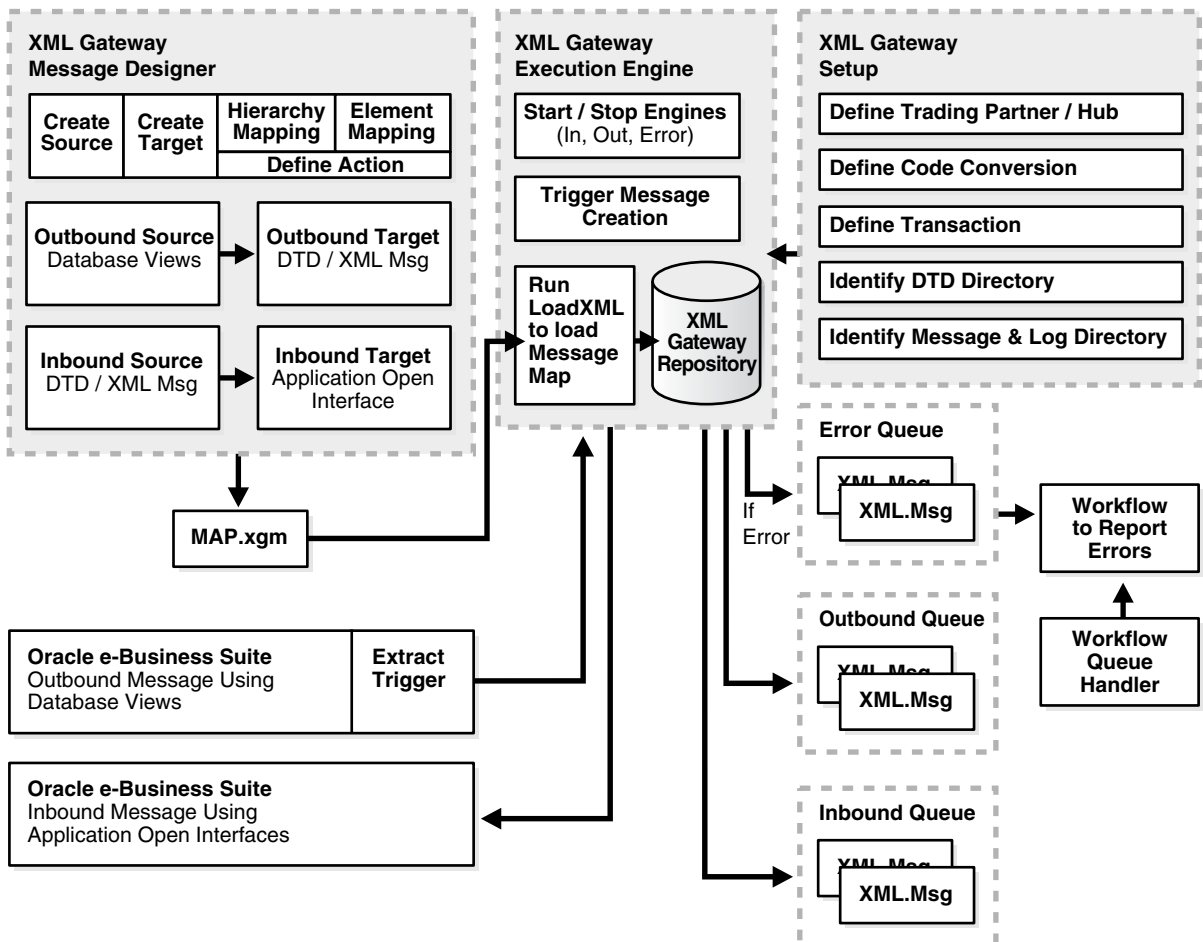 XML Gateway
Message Designer
Create
Source
Create
Target
Hierarchy
Mapping
Element
Mapping
Define Action
Outbound Source
Database Views
Outbound Target
DTD / XML Msg
Inbound Source
DTD / XML Msg
Inbound Target
Application Open
Interface
MAP.xgm
XML Gateway
Execution Engine
Start / Stop Engines
(In, Out, Error)
Trigger Message
Creation
Run
LoadXML
to load
Message
Map
XML
Gateway
Repository
XML Gateway
Setup
Define Trading Partner / Hub
Define Code Conversion
Define Transaction
Identify DTD Directory
Identify Message & Log Directory
If
Error
Error Queue
XML.Msg
XML.Msg
Workflow
to Report
Errors
Outbound Queue
XML.Msg
XML.Msg
Workflow
Queue
Handler
Inbound Queue
XML.Msg
XML.Msg
Oracle e-Business Suite
Outbound Message Using
Database Views
Extract
Trigger
Oracle e-Business Suite
Inbound Message Using
Application Open Interfaces